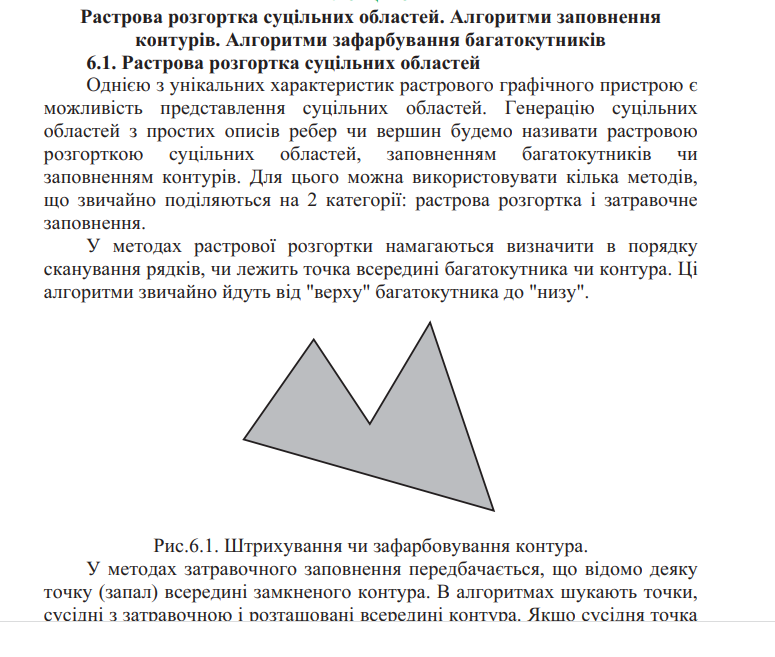 Растрова розгортка суцільних областей. Алгоритми заповнення
контурів. Алгоритми зафарбування багатокутників
6.1. Растрова розгортка суцільних областей
Однією з унікальних характеристик растрового графічного пристрою є
можливість представлення суцільних областей. Генерацію суцільних
областей з простих описів ребер чи вершин будемо називати растровою
розгорткою суцільних областей, заповненням багатокутників чи
заповненням контурів. Для цього можна використовувати кілька методів,
що звичайно поділяються на 2 категорії: растрова розгортка і затравочне
заповнення.
У методах растрової розгортки намагаються визначити в порядку
сканування рядків, чи лежить точка всередині багатокутника чи контура. Ці
алгоритми звичайно йдуть від "верху" багатокутника до "низу".
Рис.6.1. Штрихування чи зафарбовування контура.
У методах затравочного заповнення передбачається, що відомо деяку
точку (запал) всередині замкненого контура. В алгоритмах шукають точки,
сусідні з затравочною і розташовані всередині контура. Якщо сусідня точка